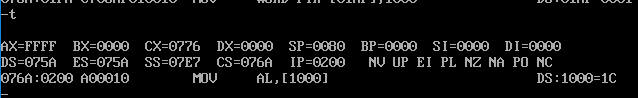 -t
AX=FFFF BX=0000 CX=0776 DX=0000 SP=0080 BP=0000 SI=0000 DI=0000
DS=075A ES=075A SS=07E7 CS=076A IP=0200 NV UP EI PL NZ NA PO NC
076A:0200 A00010 MOV AL,[1000] DS:1000=1C
-